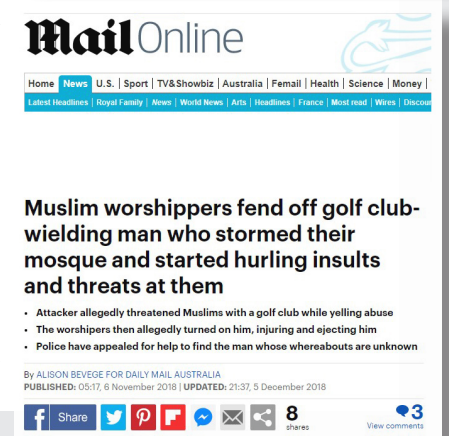 Mail Online
Home News U.S. | Sport | TV&Showbiz | Australia | Femail | Health | Science | Money |
Latest Headlines | Royal Family | News | World News | Arts | Headlines | France | Most read | Wires |
Muslim worshippers fend off golf club-
wielding man who stormed their
mosque and started hurling insults
and threats at them
• Attacker allegedly threatened Muslims with a golf club while yelling abuse
• The worshipers then allegedly turned on him, injuring and ejecting him
• Police have appealed for help to find the man whose whereabouts are unknown
By ALISON BEVEGE FOR DAILY MAIL AUSTRALIA
PUBLISHED: 05:17, 6 November 2018 | UPDATED: 21:37, 5 December 2018
f Share
8
shares
3
View comments